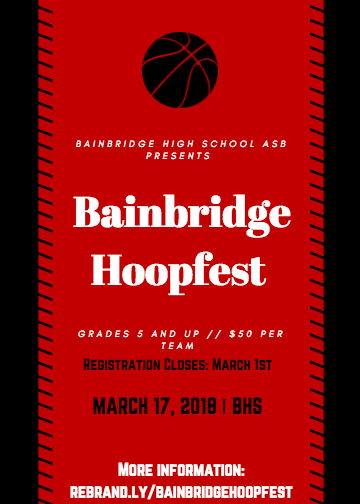 BAINBRIDGE HIGH SCHOOL ASB
PRESENTS
Bainbridge
Hoopfest
GRADES 5 AND UP // $50 PER
TEAM
Registration Closes: March 1st
MARCH 17, 2018 | BHS
More information:
rebrand.ly/bainbridgehoopfest